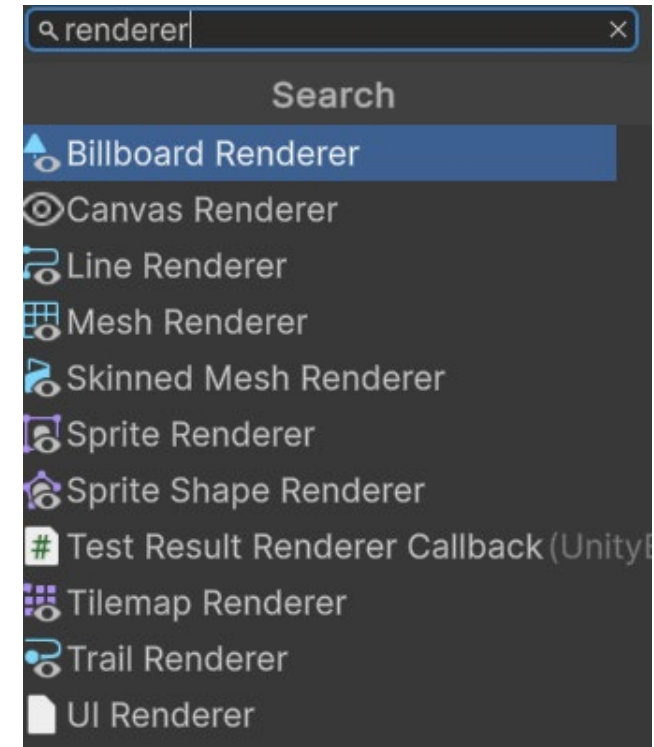 renderer
Search
Billboard Renderer
Canvas Renderer
Line Renderer
Mesh Renderer
Skinned Mesh Renderer
Sprite Renderer
Sprite Shape Renderer
# Test Result Renderer Callback (Unity
Tilemap Renderer
Trail Renderer
UI Renderer